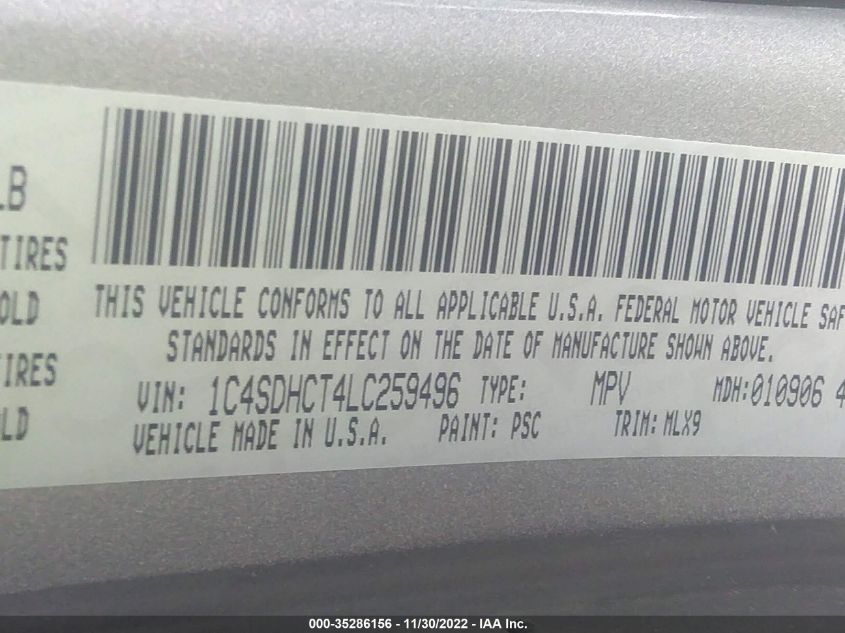 LB
TIRES
OLD
TIRES
LD
THIS VEHICLE CONFORMS TO ALL APPLICABLE U.S.A. FEDERAL MOTOR VEHICLE SAF
STANDARDS IN EFFECT ON THE DATE OF MANUFACTURE SHOWN ABOVE.
VIN: 1C4SDHCT4LC259496 TYPE: MPV MDH:010906 4
VEHICLE MADE IN U.S.A. PAINT: PSC TRIM: MLX9
000-35286156 - 11/30/2022 - IAA Inc.